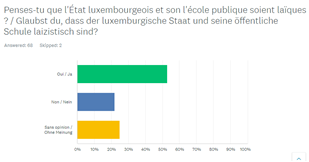 Penses-tu que l'État luxembourgeois et son l'école publique soient laïques
? / Glaubst du, dass der luxemburgische Staat und seine öffentliche
Schule laizistisch sind?
Answered: 69 Skipped: 2
Oui / Ja
Non / Nein
Sans opinion /
Ohne Meinung
0% 10% 20% 30% 40% 50% 60% 70% 80% 90% 100%